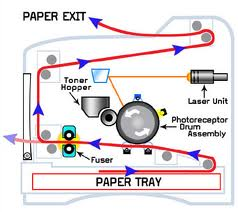 PAPER EXIT
Toner
Hopper
Laser Unit
Photoreceptor
Drum
Assembly
Fuser
PAPER TRAY